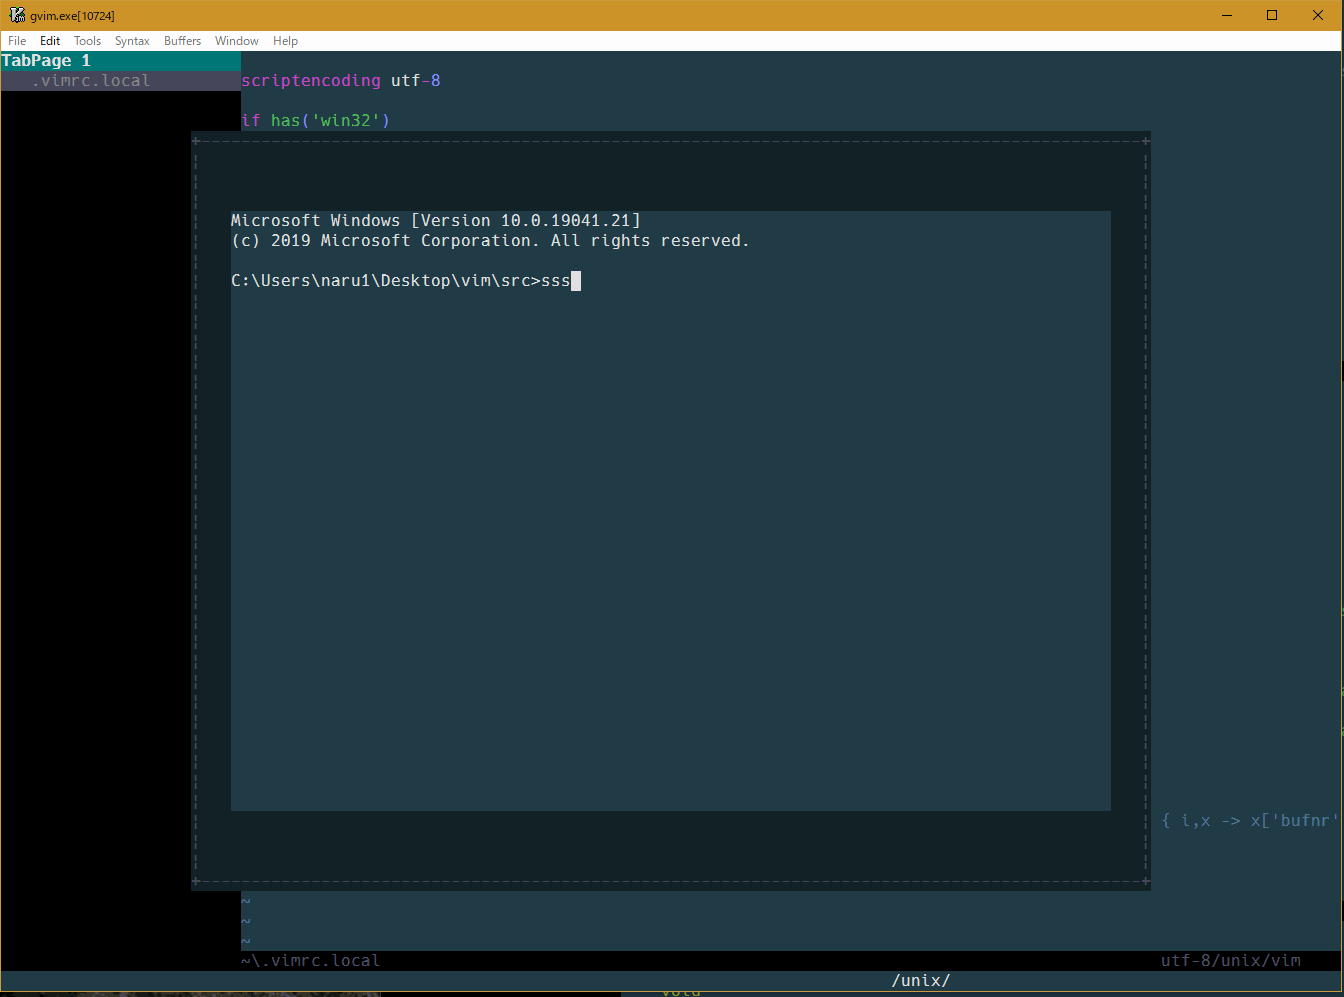 gvim.exe[10724]
File Edit Tools Syntax Buffers Window Help
TabPage 1
.vimrc.local
scriptencoding utf-8
if has('win32')
Microsoft Windows [Version 10.0.19041.21]
(c) 2019 Microsoft Corporation. All rights reserved.
C:\Users\naru1\Desktop\vim\src>sss
{ i,x -> x['bufnr'
~
~
~
~\.vimrc.local utf-8/unix/vim
/unix/